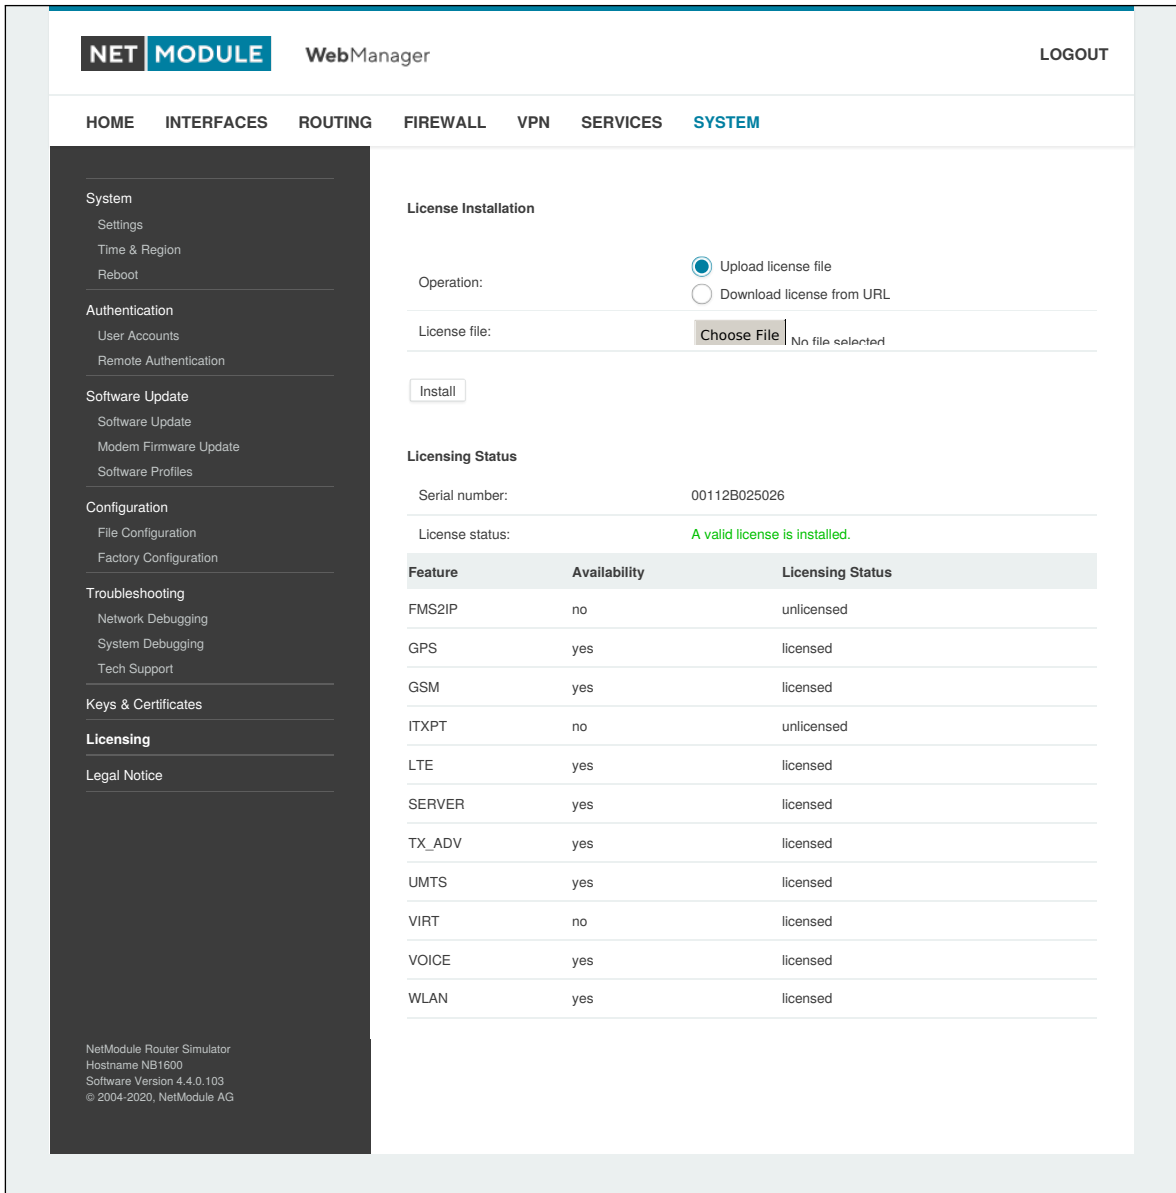 NET MODULE WebManager LOGOUT
HOME INTERFACES ROUTING FIREWALL VPN SERVICES SYSTEM
System
Settings
Time & Region
Reboot
Authentication
User Accounts
Remote Authentication
Software Update
Software Update
Modem Firmware Update
Software Profiles
Configuration
File Configuration
Factory Configuration
Troubleshooting
Network Debugging
System Debugging
Tech Support
Keys & Certificates
Licensing
Legal Notice
NetModule Router Simulator
Hostname NB1600
Software Version 4.4.0.103
© 2004-2020, NetModule AG
License Installation
Operation: Upload license file
Download license from URL
License file: Choose File No file selected
Install
Licensing Status
Serial number: 00112B025026
License status: A valid license is installed.
Feature Availability Licensing Status
FMS2IP no unlicensed
GPS yes licensed
GSM yes licensed
ITXPT no unlicensed
LTE yes licensed
SERVER yes licensed
TX_ADV yes licensed
UMTS yes licensed
VIRT no licensed
VOICE yes licensed
WLAN yes licensed